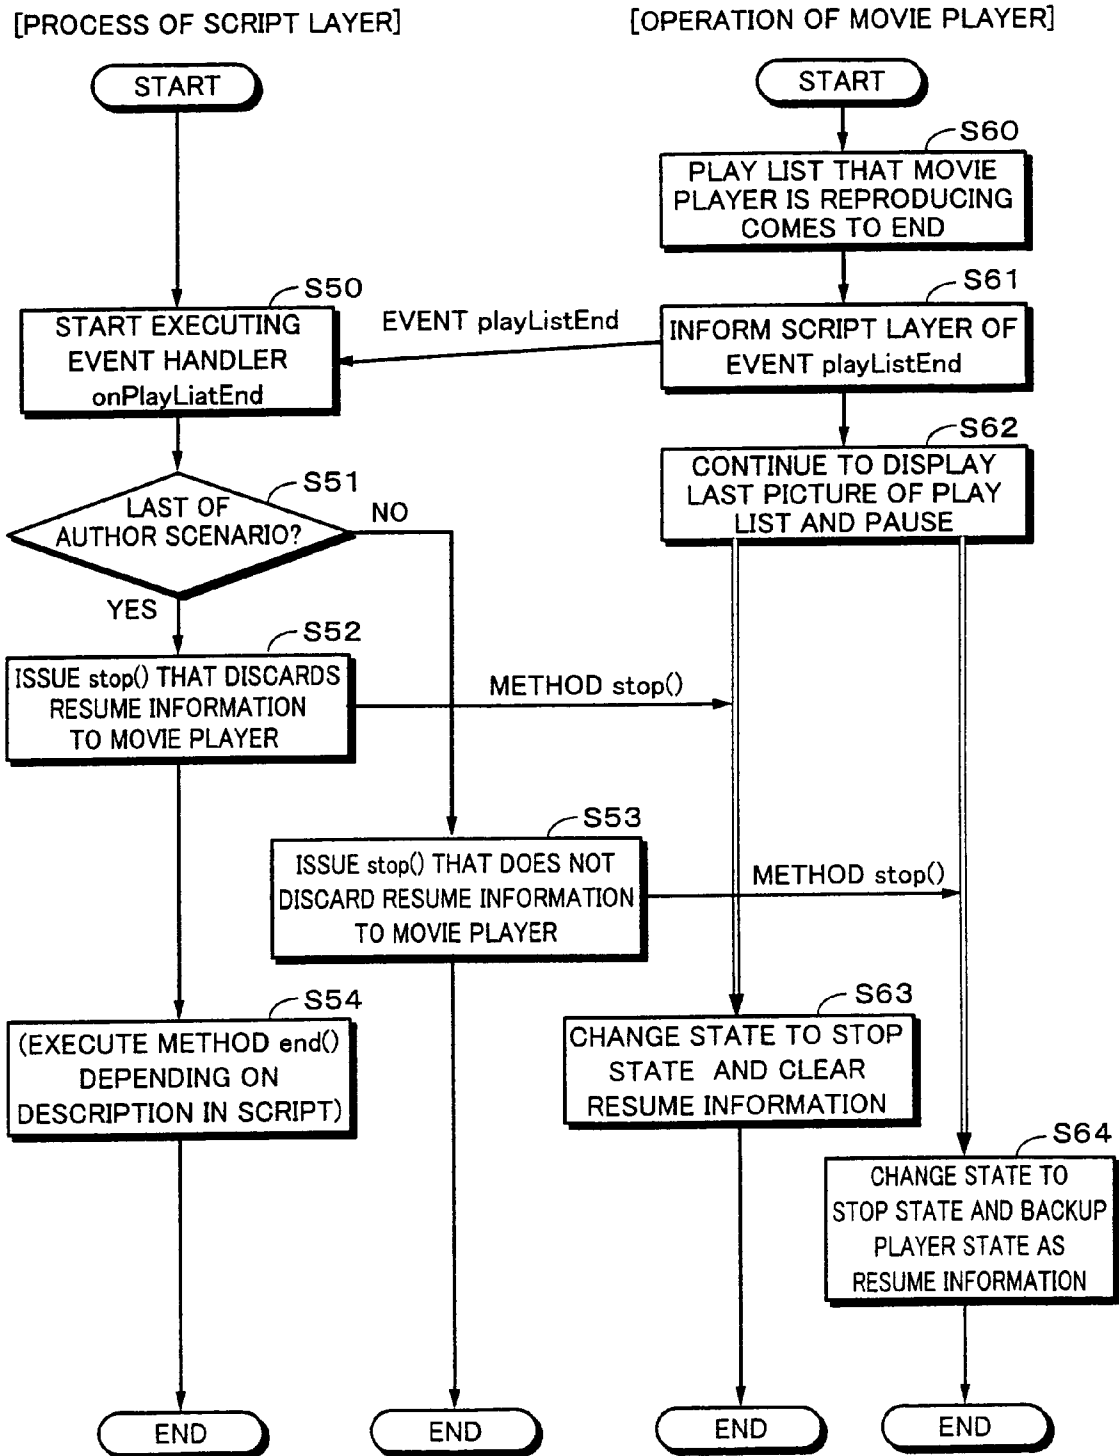 [PROCESS OF SCRIPT LAYER]
[OPERATION OF MOVIE PLAYER]
START
START
S60
PLAY LIST THAT MOVIE
PLAYER IS REPRODUCING
COMES TO END
S50
START EXECUTING
EVENT HANDLER
onPlayLiatEnd
EVENT playListEnd
S61
INFORM SCRIPT LAYER OF
EVENT playListEnd
S62
CONTINUE TO DISPLAY
LAST PICTURE OF PLAY
LIST AND PAUSE
S51
LAST OF
AUTHOR SCENARIO?
NO
YES
S52
ISSUE stop() THAT DISCARDS
RESUME INFORMATION
TO MOVIE PLAYER
METHOD stop()
S53
ISSUE stop() THAT DOES NOT
DISCARD RESUME INFORMATION
TO MOVIE PLAYER
METHOD stop()
S54
(EXECUTE METHOD end()
DEPENDING ON
DESCRIPTION IN SCRIPT)
S63
CHANGE STATE TO STOP
STATE AND CLEAR
RESUME INFORMATION
S64
CHANGE STATE TO
STOP STATE AND BACKUP
PLAYER STATE AS
RESUME INFORMATION
END
END
END
END